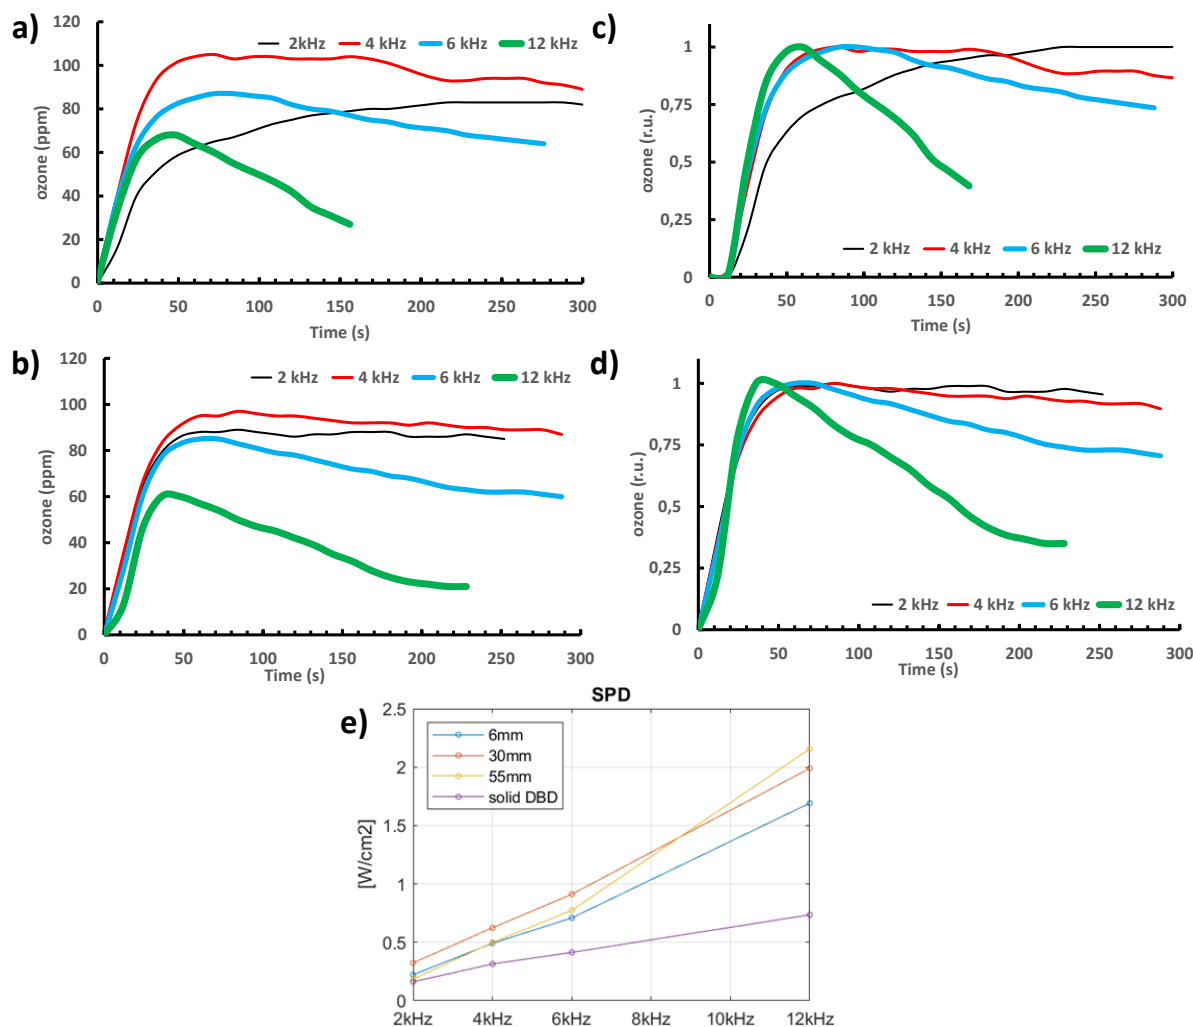 a)
120
100
80
60
40
20
0
ozone (ppm)
2kHz 4 kHz 6 kHz 12 kHz
0 50 100 150 200 250 300
Time (s)
c)
1
0,75
0,5
0,25
0
ozone (r.u.)
2 kHz 4 kHz 6 kHz 12 kHz
0 50 100 150 200 250 300
Time (s)
b)
120
100
80
60
40
20
0
ozone (ppm)
2 kHz 4 kHz 6 kHz 12 kHz
0 50 100 150 200 250 300
Time (s)
d)
1
0,75
0,5
0,25
0
ozone (r.u.)
2 kHz 4 kHz 6 kHz 12 kHz
0 50 100 150 200 250 300
Time (s)
e)
SPD
2.5
2
1.5
1
0.5
0
[W/cm2]
6mm
30mm
55mm
solid DBD
2kHz 4kHz 6kHz 8kHz 10kHz 12kHz